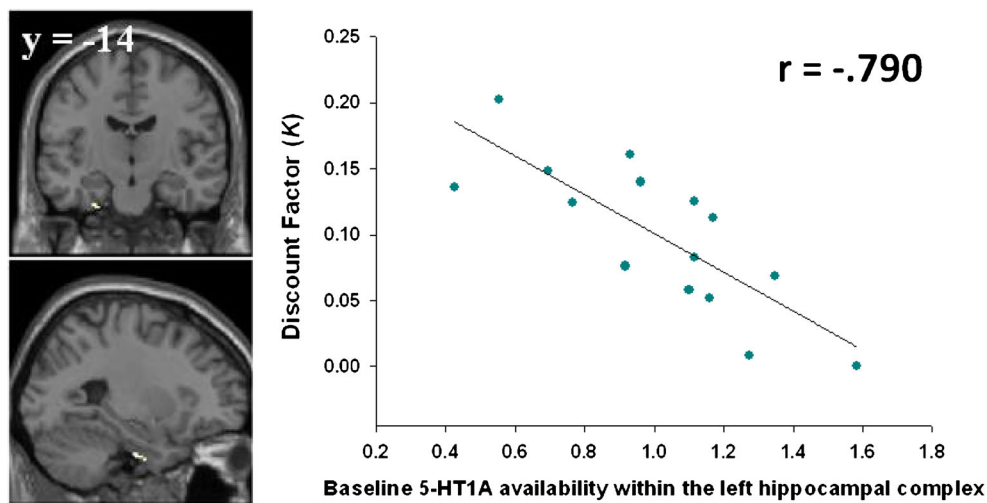 y = -14
r = -.790
Discount Factor (K)
0.25
0.20
0.15
0.10
0.05
0.00
0.2 0.4 0.6 0.8 1.0 1.2 1.4 1.6 1.8
Baseline 5-HT1A availability within the left hippocampal complex